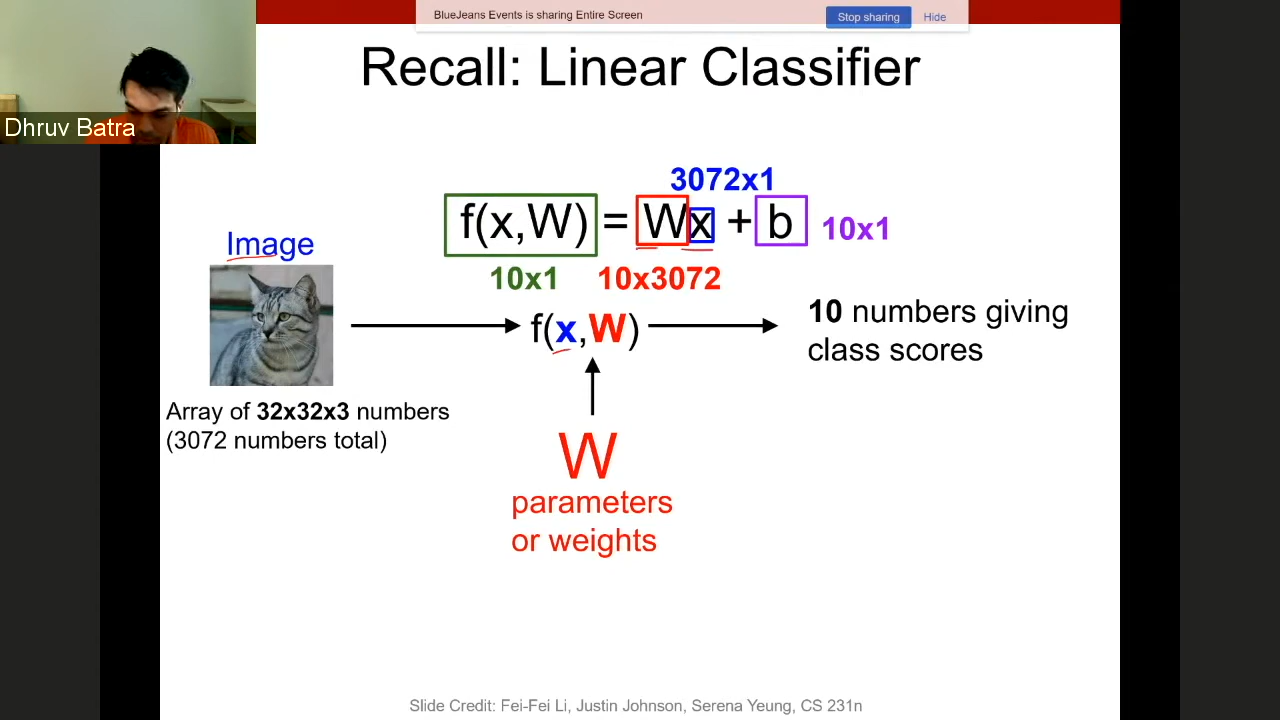 BlueJeans Events is sharing Entire Screen
Stop sharing
Hide
Dhruv Batra
Recall: Linear Classifier
3072x1
f(x,W) = Wx + b
10x1
10x1
10x3072
Image
f(x,W)
10 numbers giving
class scores
Array of 32x32x3 numbers
(3072 numbers total)
W
parameters
or weights
Slide Credit: Fei-Fei Li, Justin Johnson, Serena Yeung, CS 231n